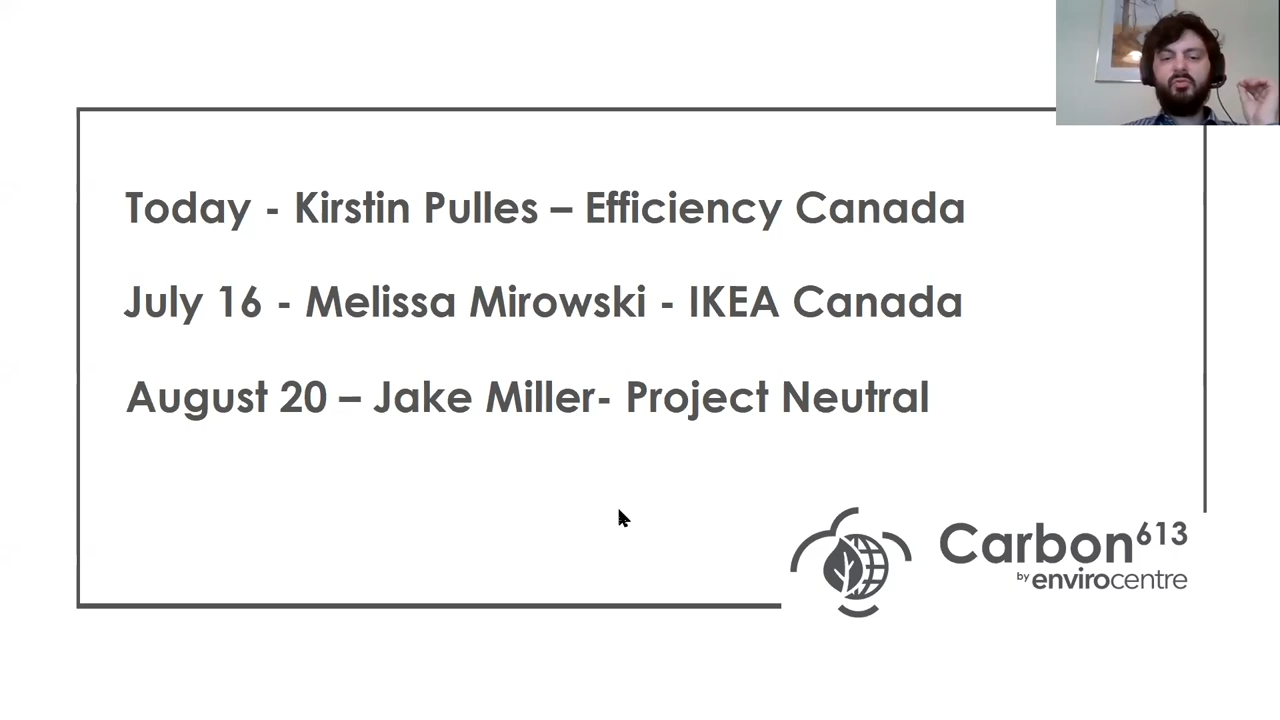 Today - Kirstin Pulles – Efficiency Canada
July 16 - Melissa Mirowski - IKEA Canada
August 20 – Jake Miller- Project Neutral
Carbon613
by envirocentre